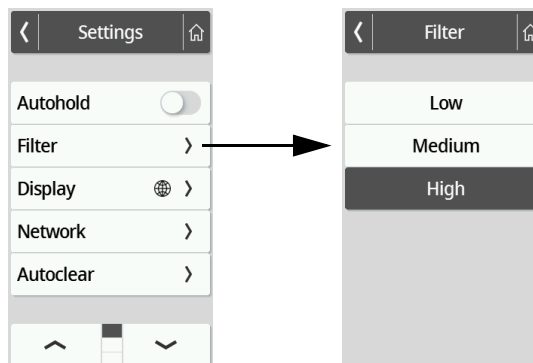 Settings
Autohold
Filter
Display
Network
Autoclear
Filter
Low
Medium
High